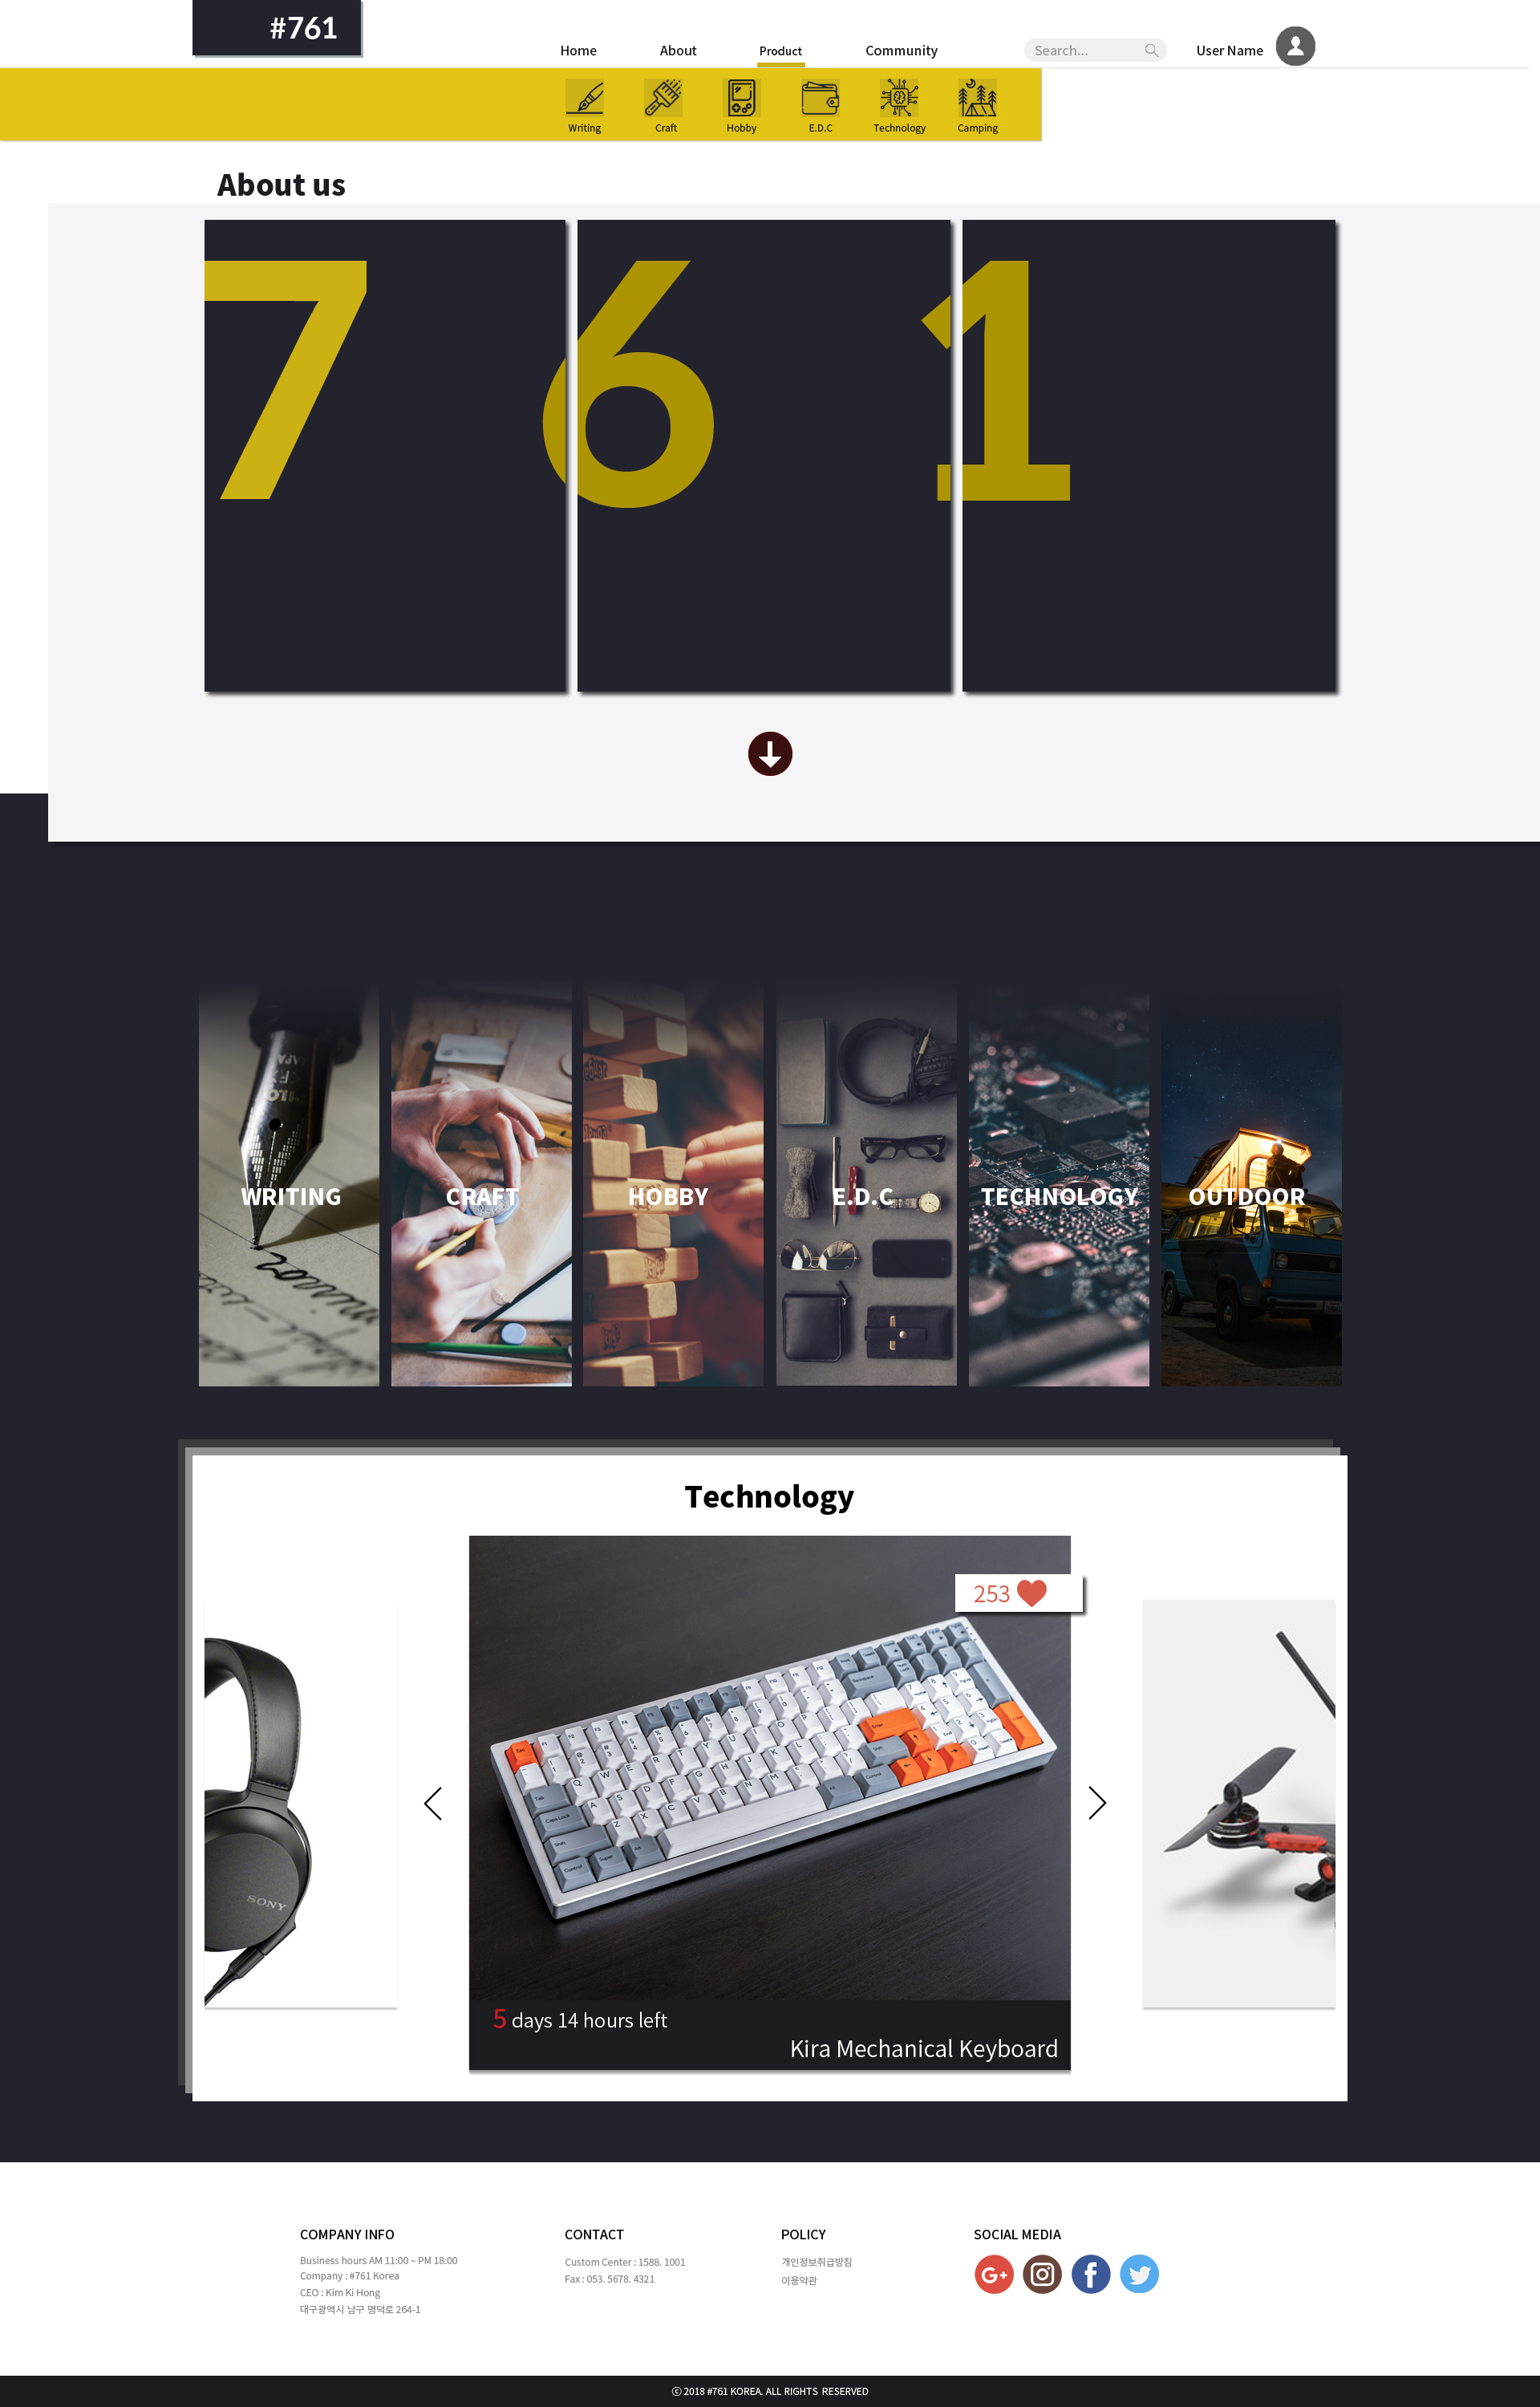 #761
Home
About
Product
Community
Search...
User Name
Writing
Craft
Hobby
E.D.C
Technology
Camping
About us
7
6
1
WRITING
CRAFT
HOBBY
E.D.C
TECHNOLOGY
OUTDOOR
Technology
253
SONY
5 days 14 hours left
Kira Mechanical Keyboard
COMPANY INFO
Business hours AM 11:00 ~ PM 18:00
Company : #761 Korea
CEO : Kim Ki Hong
대구광역시 남구 명덕로 264-1
CONTACT
Custom Center : 1588. 1001
Fax : 053. 5678. 4321
POLICY
개인정보취급방침
이용약관
SOCIAL MEDIA
ⓒ 2018 #761 KOREA. ALL RIGHTS RESERVED